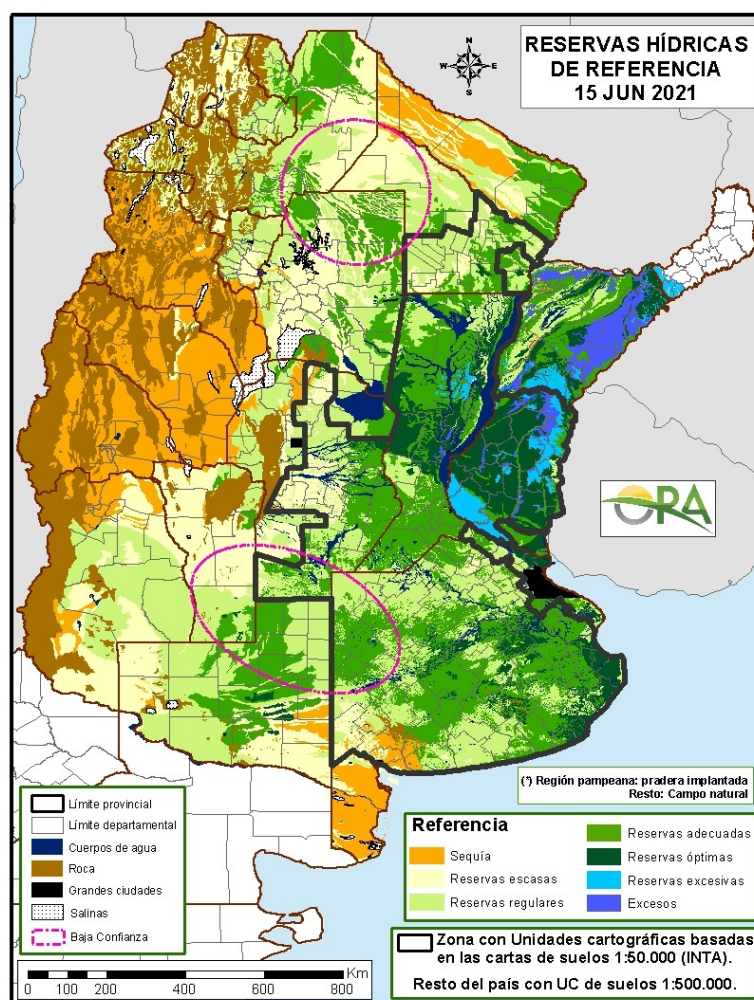 RESERVAS HÍDRICAS
DE REFERENCIA
15 JUN 2021
N
W
E
S
ORA
(*) Región pampeana: pradera implantada
Resto: Campo natural
Límite provincial
Límite departamental
Cuerpos de agua
Roca
Grandes ciudades
Salinas
Baja Confianza
Referencia
Sequía
Reservas escasas
Reservas regulares
Reservas adecuadas
Reservas óptimas
Reservas excesivas
Excesos
Zona con Unidades cartográficas basadas
en las cartas de suelos 1:50.000 (INTA).
Resto del país con UC de suelos 1:500.000.
Km
0 100 200 400 600 800